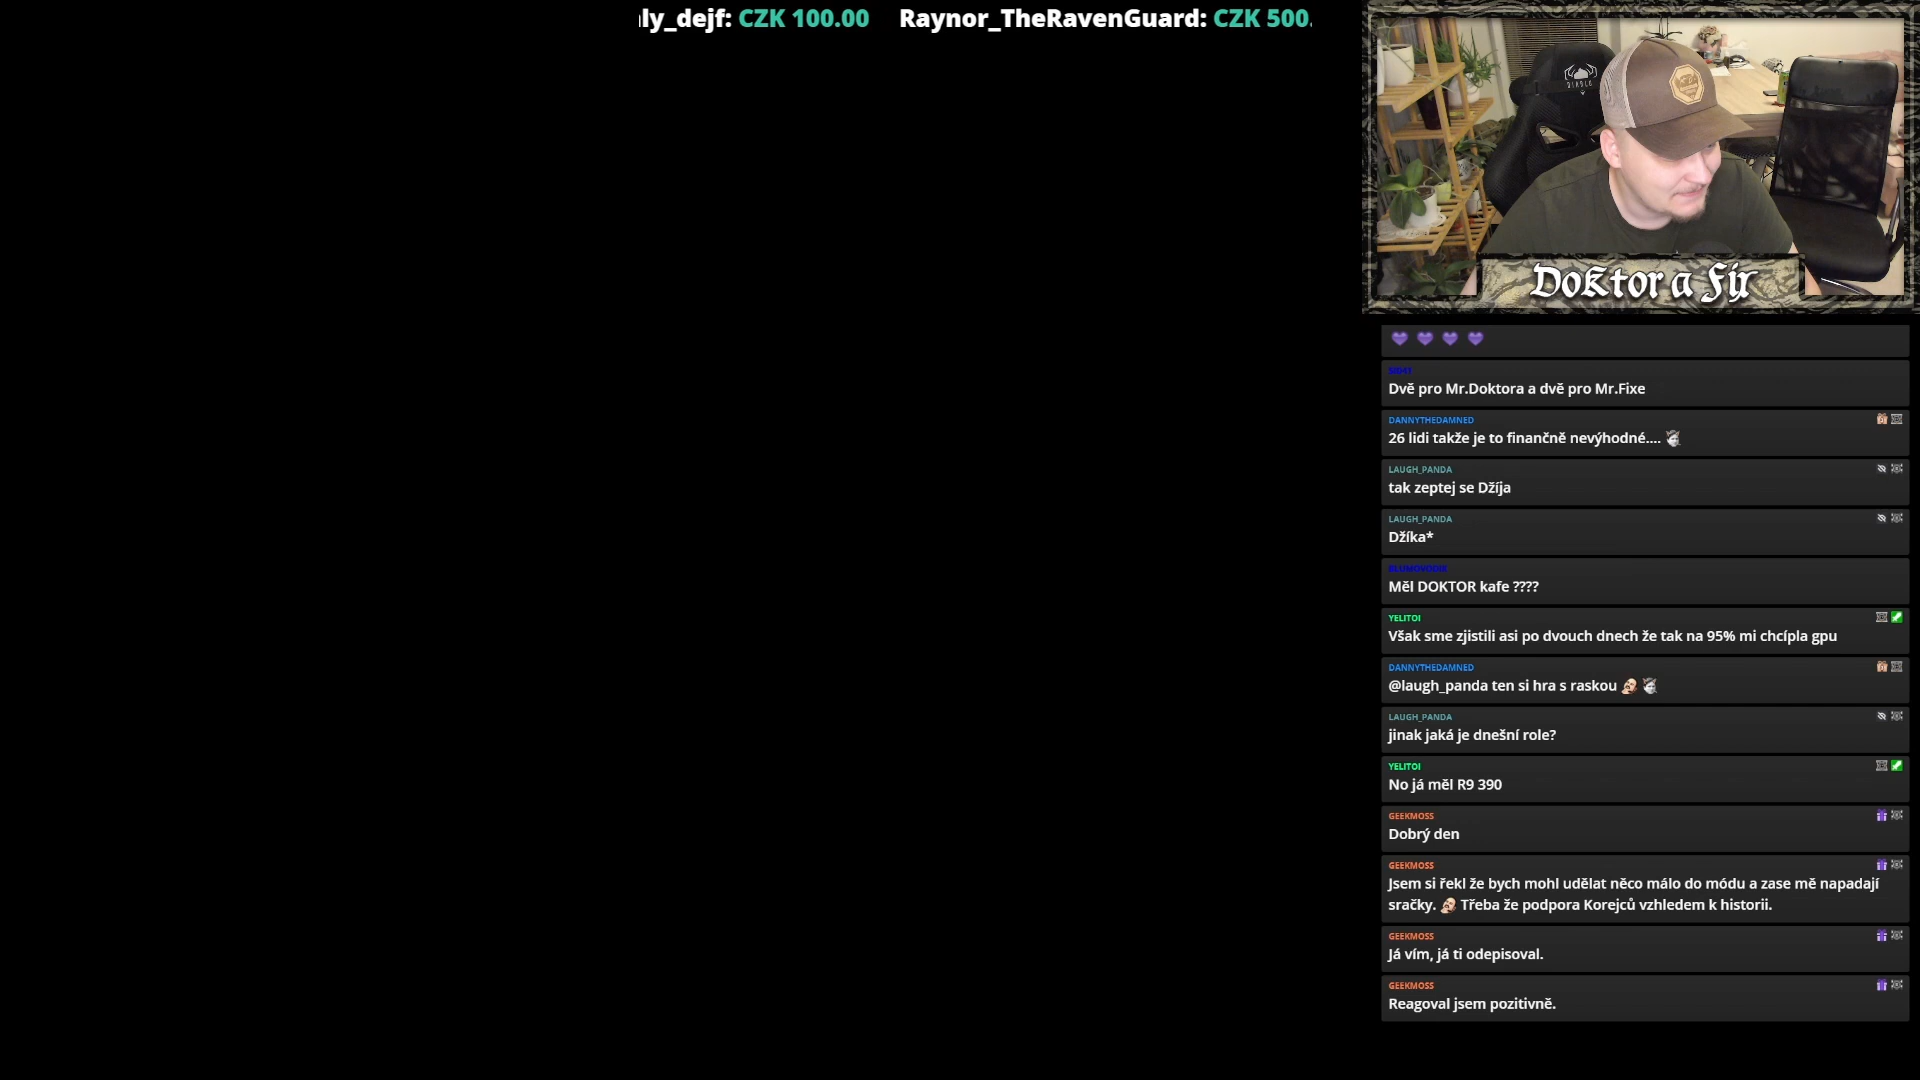 ly_dejf: CZK 100.00 Raynor_TheRavenGuard: CZK 500.
DIABLO
Doktor a Fix
Dvě pro Mr.Doktora a dvě pro Mr.Fixe
DANNYTHEDAMNED
26 lidi takže je to finančně nevýhodné....
LAUGH_PANDA
tak zeptej se Džíja
LAUGH_PANDA
Džíka*
Měl DOKTOR kafe ????
YELITOI
Však sme zjistili asi po dvouch dnech že tak na 95% mi chcípla gpu
DANNYTHEDAMNED
@laugh_panda ten si hra s raskou
LAUGH_PANDA
jinak jaká je dnešní role?
YELITOI
No já měl R9 390
GEEKMOSS
Dobrý den
GEEKMOSS
Jsem si řekl že bych mohl udělat něco málo do módu a zase mě napadají
sračky. Třeba že podpora Korejců vzhledem k historii.
GEEKMOSS
Já vím, já ti odepisoval.
GEEKMOSS
Reagoval jsem pozitivně.